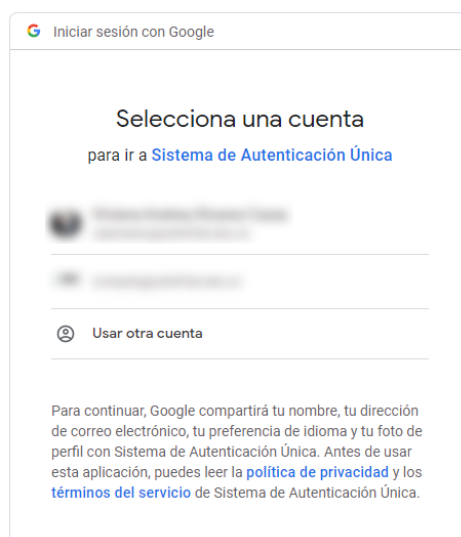 Iniciar sesión con Google
Selecciona una cuenta
para ir a Sistema de Autenticación Única
Usar otra cuenta
Para continuar, Google compartirá tu nombre, tu dirección
de correo electrónico, tu preferencia de idioma y tu foto de
perfil con Sistema de Autenticación Única. Antes de usar
esta aplicación, puedes leer la política de privacidad y los
términos del servicio de Sistema de Autenticación Única.